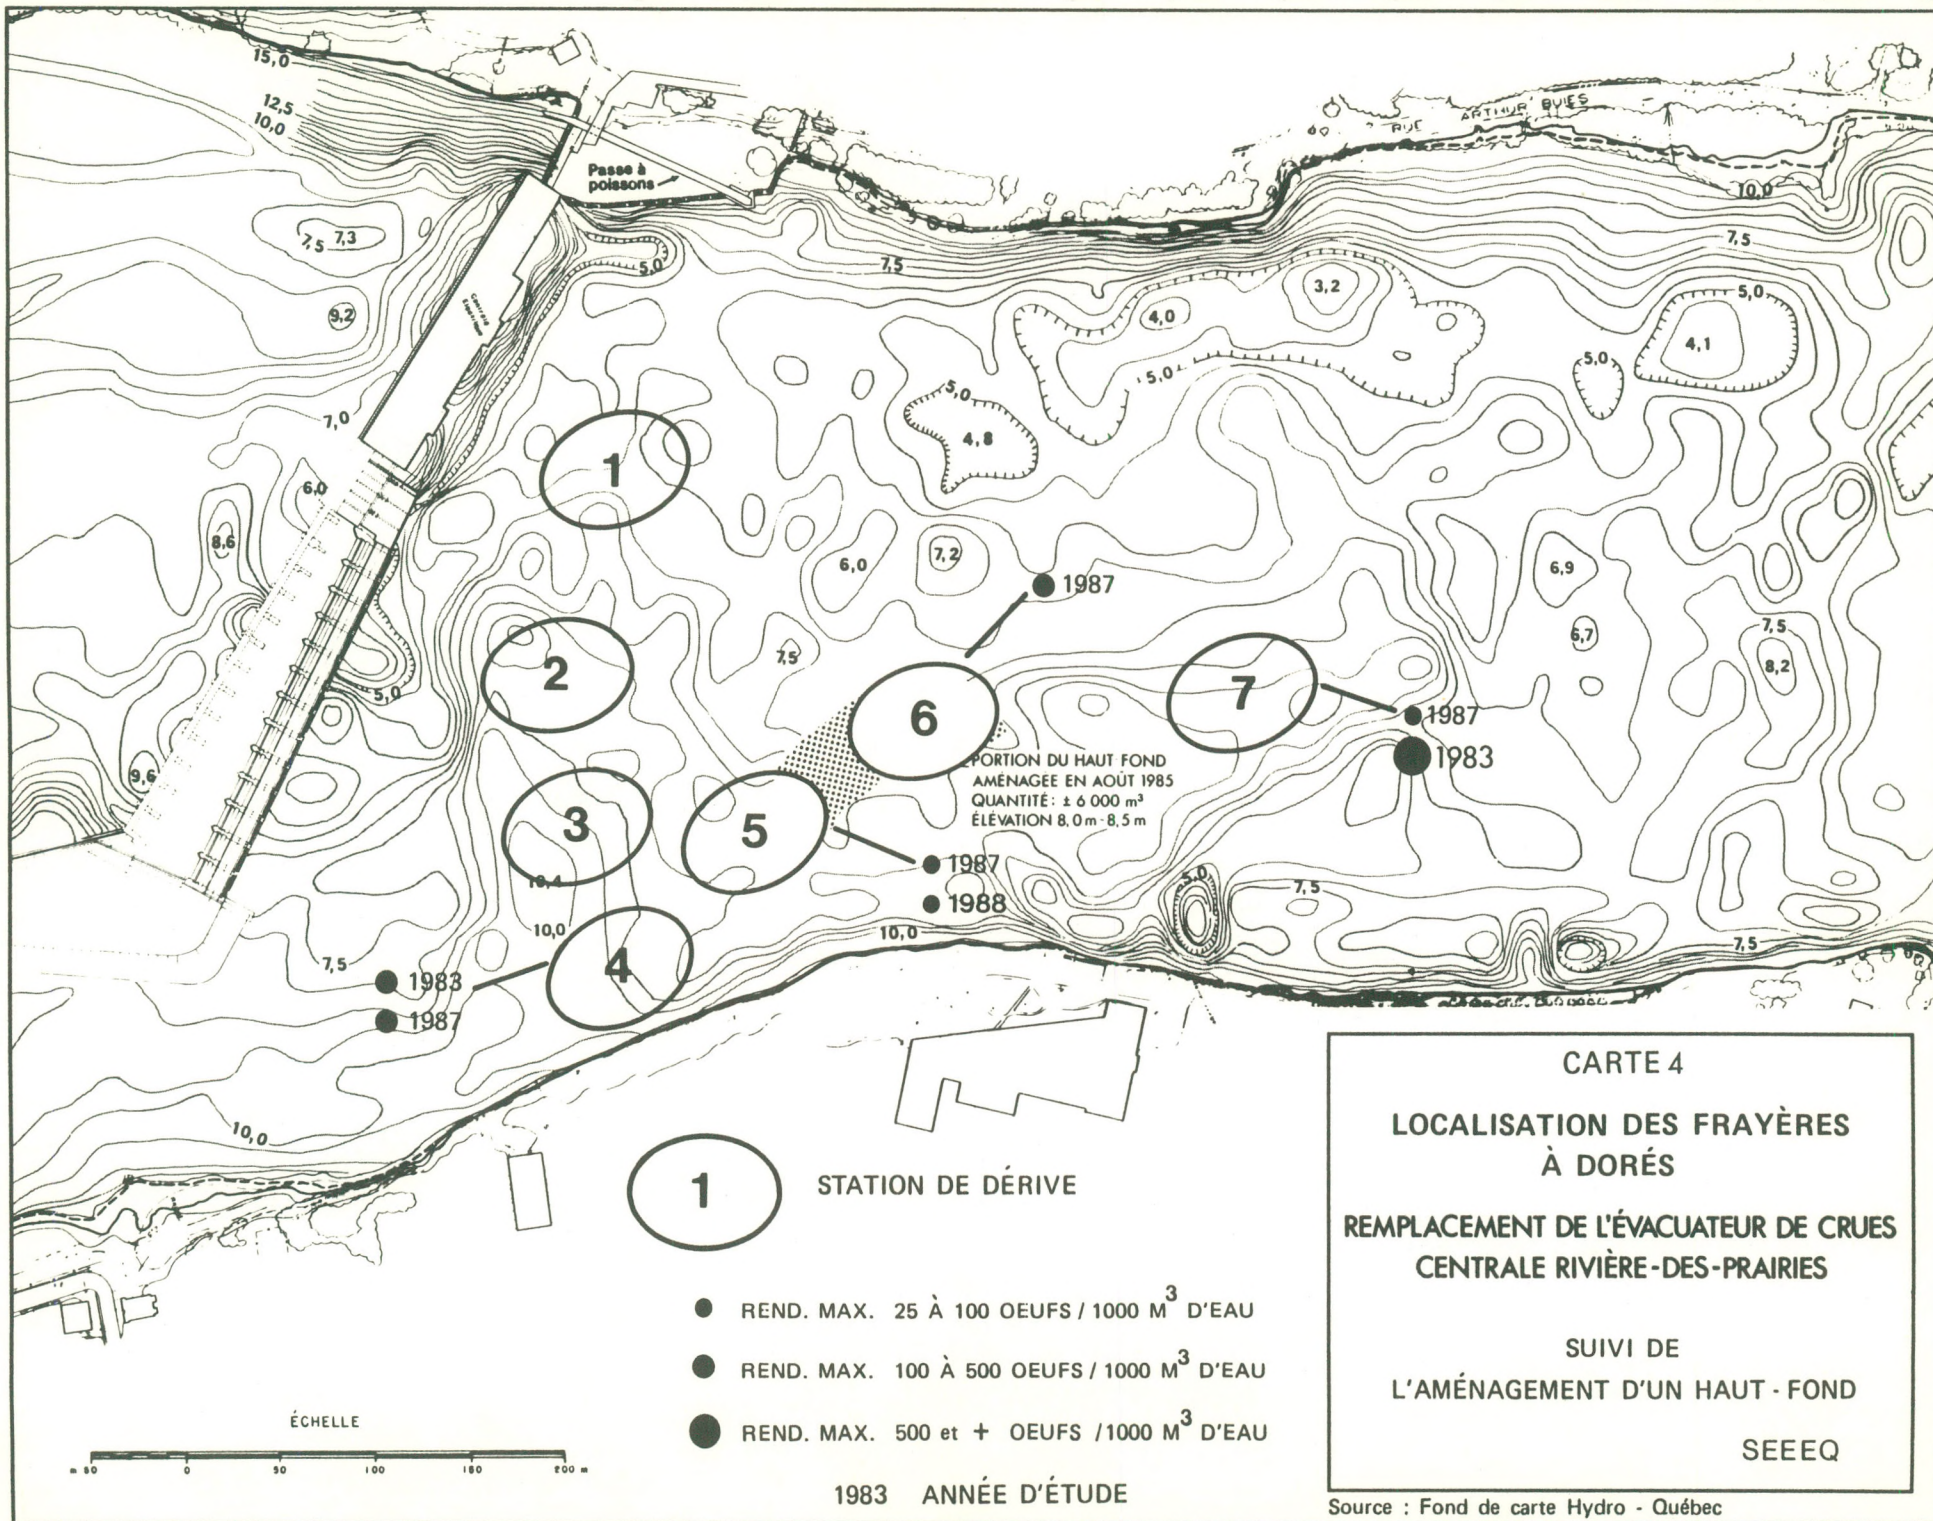 15,0
12,5
10,0
Passe à
poissons
RUE ARTHUR BUIES
10,0
7,5
7,3
5,0
7,5
7,5
9,2
4,0
3,2
5,0
4,1
5,0
5,0
5,0
7,0
4,8
1
6,0
8,6
6,0
7,2
1987
6,9
7,5
6,7
8,2
2
7,5
5,0
6
7
1987
1983
9,6
PORTION DU HAUT FOND
AMÉNAGÉE EN AOÛT 1985
QUANTITÉ: ± 6 000 m³
ÉLÉVATION 8,0 m - 8,5 m
3
5
10,4
1987
1988
5,0
7,5
10,0
10,0
7,5
7,5
4
1983
1987
10,0
1 STATION DE DÉRIVE
REND. MAX. 25 À 100 OEUFS / 1000 M³ D'EAU
REND. MAX. 100 À 500 OEUFS / 1000 M³ D'EAU
REND. MAX. 500 et + OEUFS / 1000 M³ D'EAU
1983 ANNÉE D'ÉTUDE
ÉCHELLE
m 50 0 50 100 150 200 m
CARTE 4
LOCALISATION DES FRAYÈRES
À DORÉS
REMPLACEMENT DE L'ÉVACUATEUR DE CRUES
CENTRALE RIVIÈRE-DES-PRAIRIES
SUIVI DE
L'AMÉNAGEMENT D'UN HAUT - FOND
SEEEQ
Source : Fond de carte Hydro - Québec